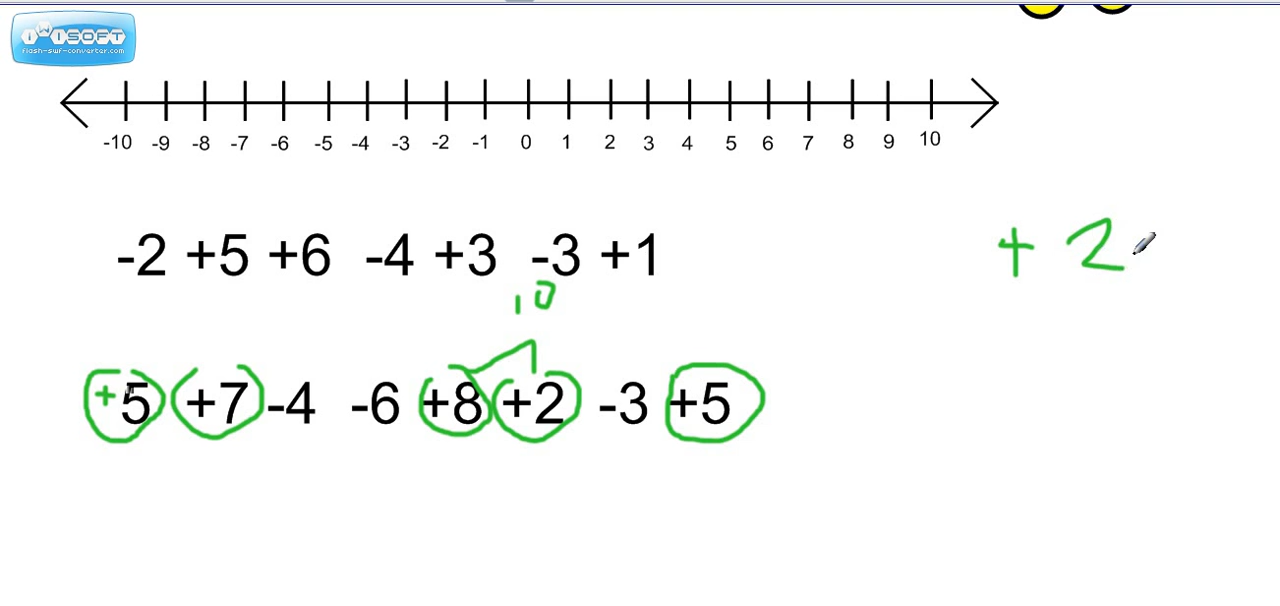 iWiSOFT
flash-swf-converter.com
-10 -9 -8 -7 -6 -5 -4 -3 -2 -1 0 1 2 3 4 5 6 7 8 9 10
-2 +5 +6 -4 +3 -3 +1 + 2
10
+5 +7 -4 -6 +8 +2 -3 +5